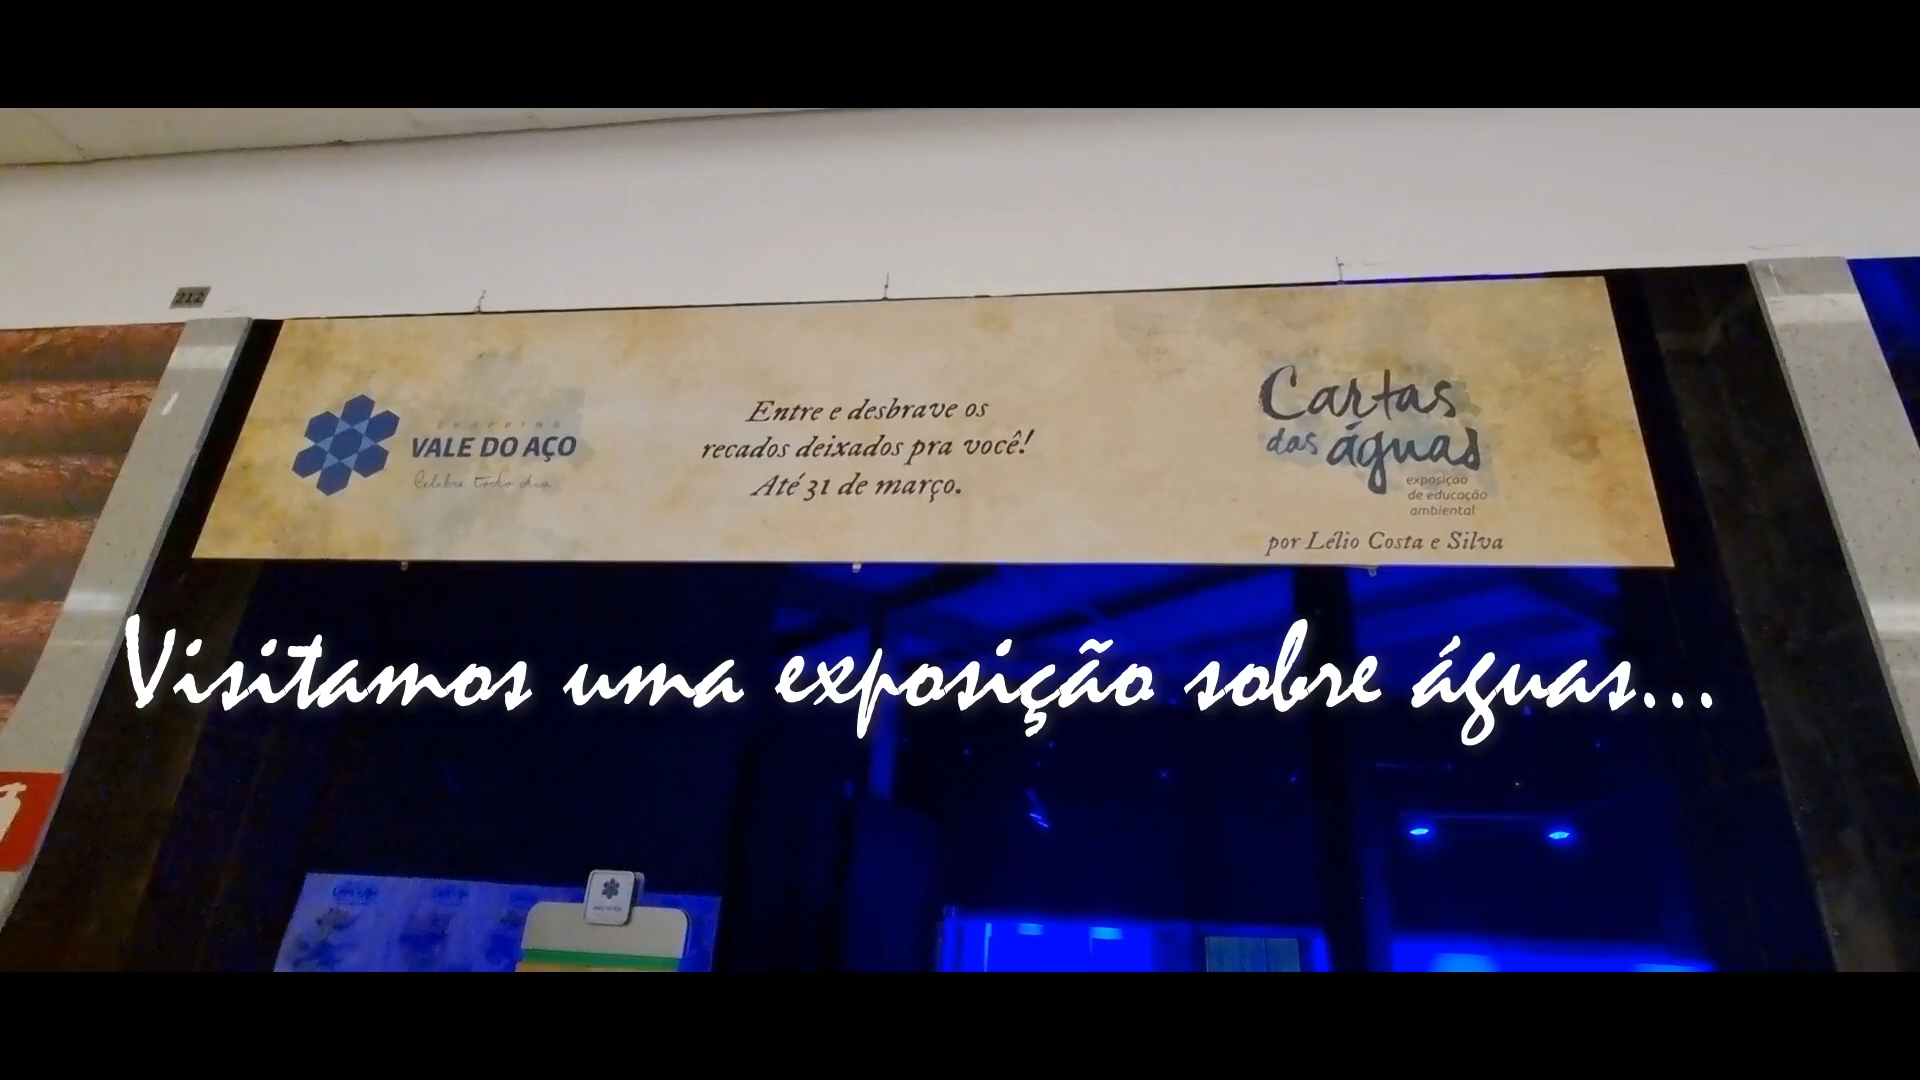 212
SHOPPING
VALE DO AÇO
Celebre todo dia
Entre e desbrave os
recados deixados pra você!
Até 31 de março.
Cartas
das águas
exposição
de educação
ambiental
por Lélio Costa e Silva
Visitamos uma exposição sobre águas...